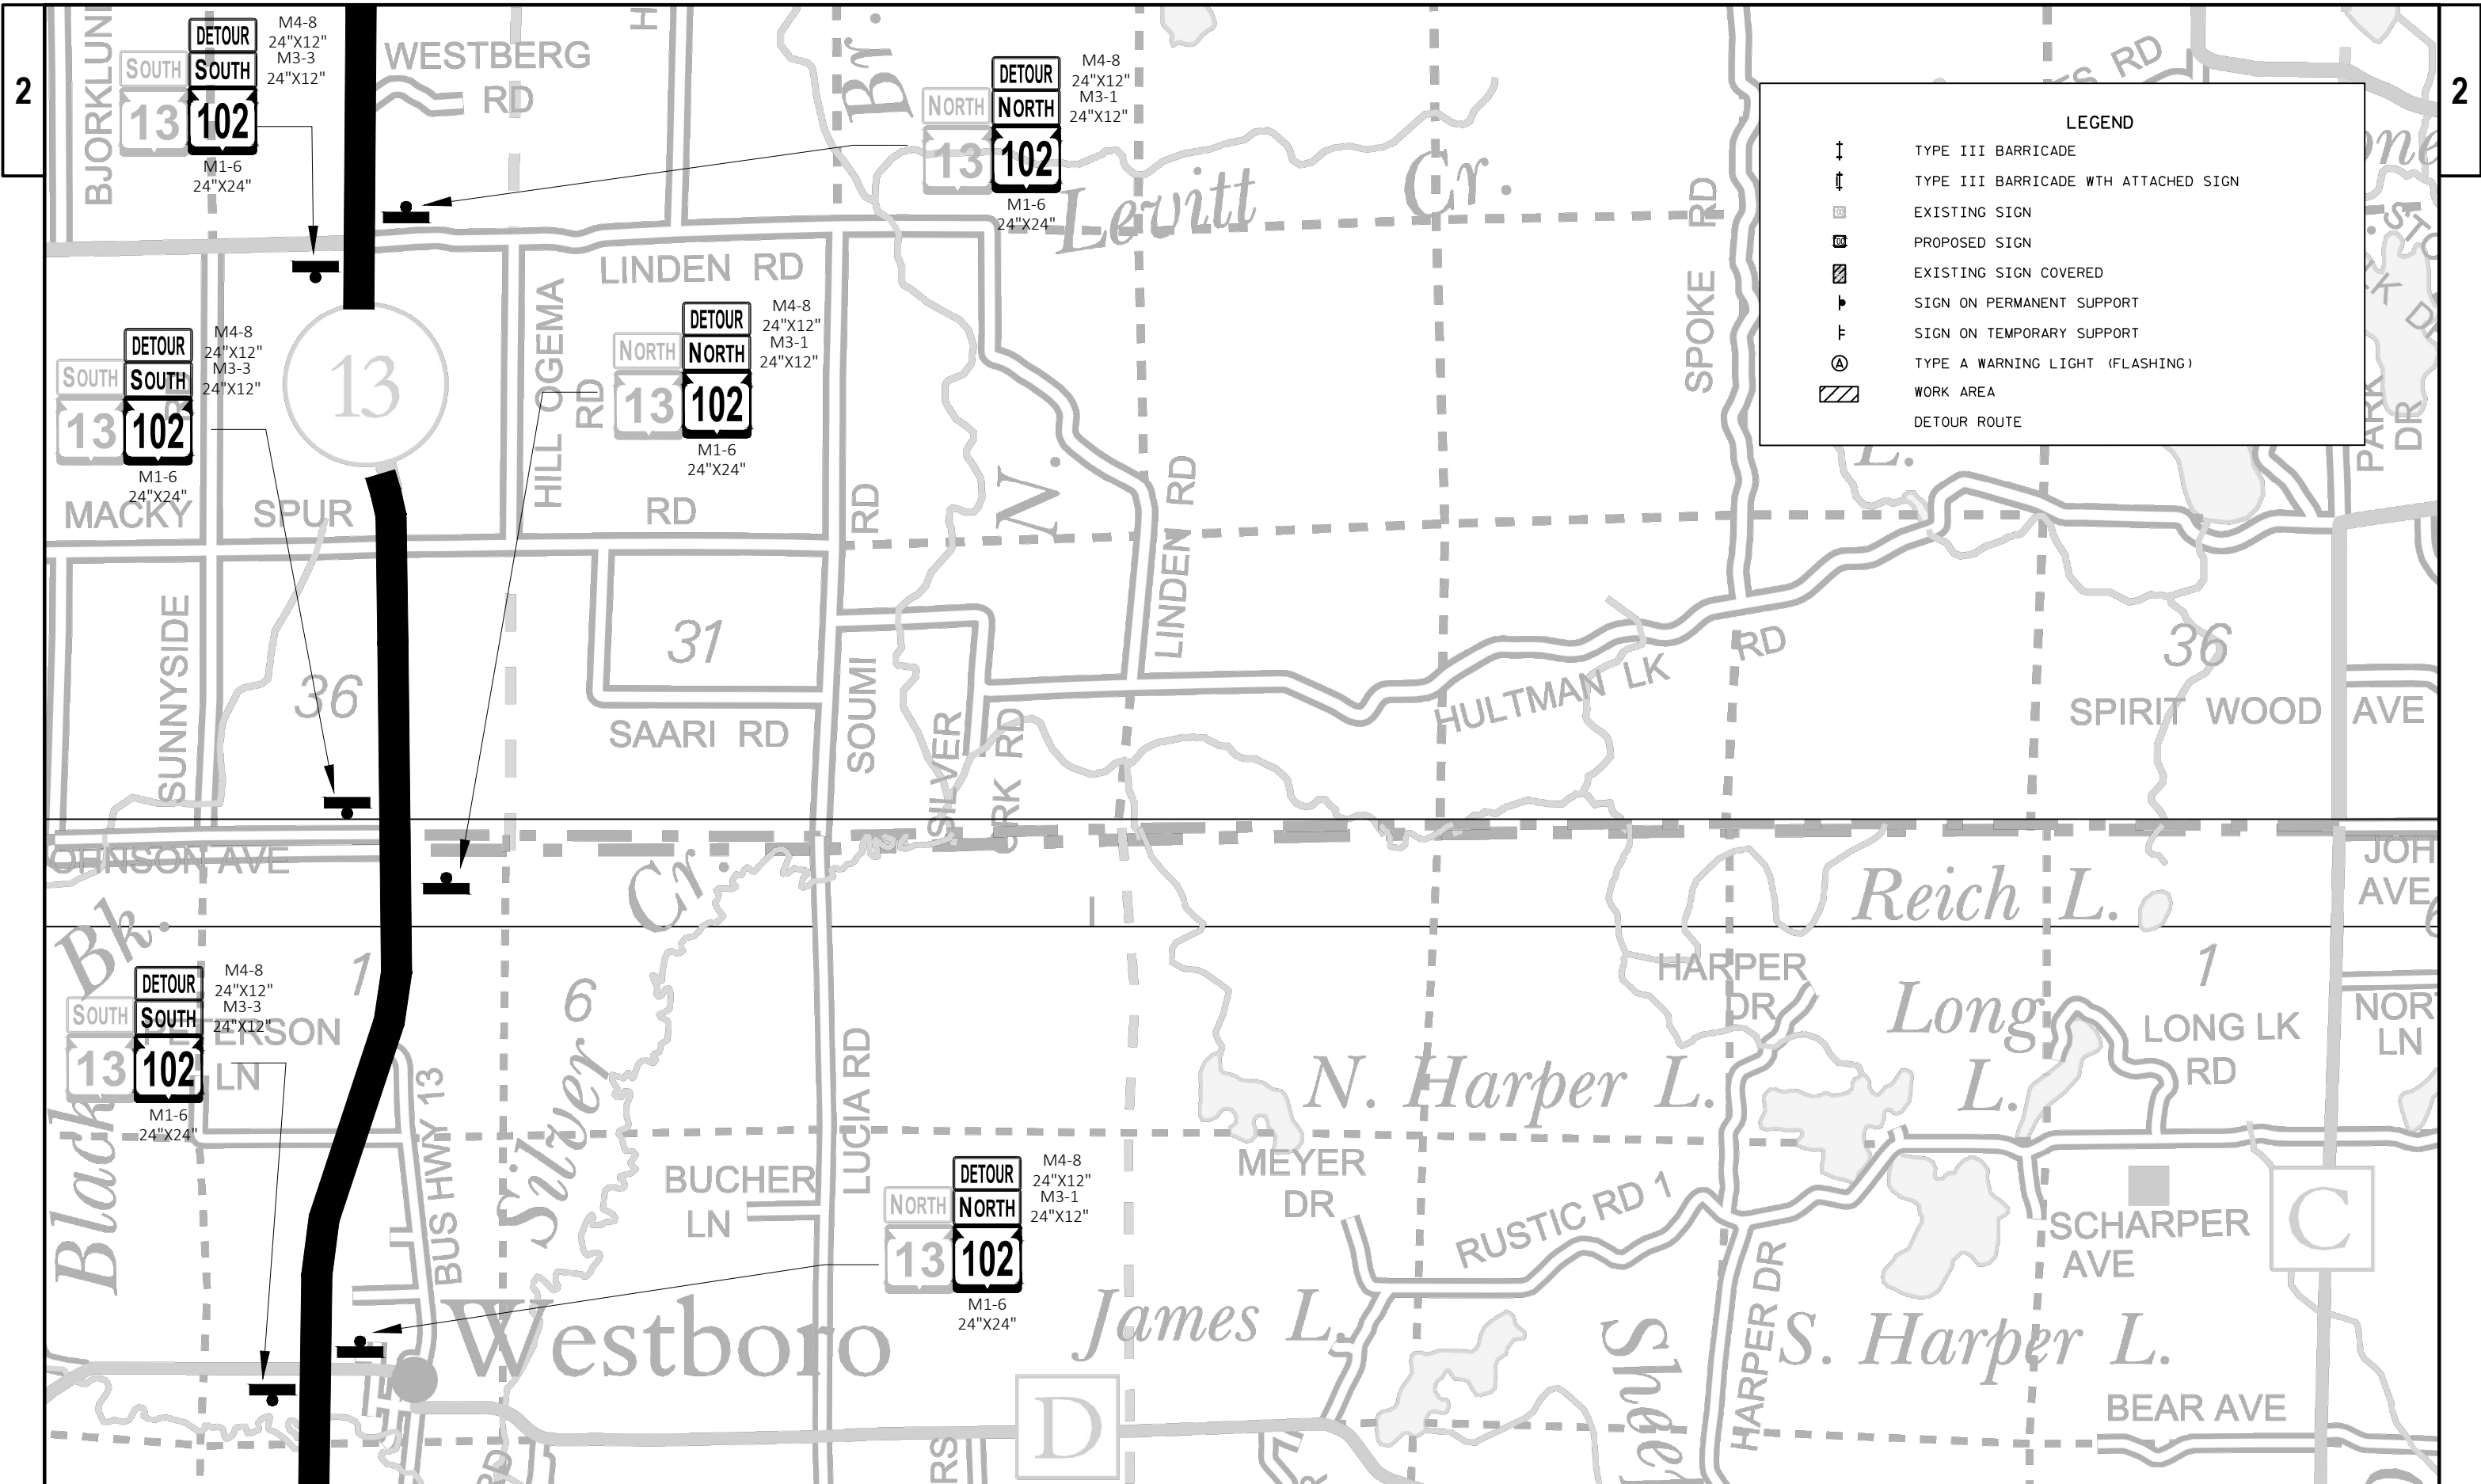 2
2
BJORKLUND
DETOUR
SOUTH
SOUTH
13
102
M4-8
24"X12"
M3-3
24"X12"
M1-6
24"X24"
WESTBERG
RD
H
Br.
DETOUR
NORTH
NORTH
13
102
M4-8
24"X12"
M3-1
24"X12"
M1-6
24"X24"
Levitt Cr.
LEGEND
TYPE III BARRICADE
TYPE III BARRICADE WTH ATTACHED SIGN
EXISTING SIGN
PROPOSED SIGN
EXISTING SIGN COVERED
SIGN ON PERMANENT SUPPORT
SIGN ON TEMPORARY SUPPORT
A TYPE A WARNING LIGHT (FLASHING)
WORK AREA
DETOUR ROUTE
RD
SPOKE RD
PARK
DR
LINDEN RD
HILL OGEMA
RD
DETOUR
SOUTH
SOUTH
13
102
M4-8
24"X12"
M3-3
24"X12"
M1-6
24"X24"
13
DETOUR
NORTH
NORTH
13
102
M4-8
24"X12"
M3-1
24"X12"
M1-6
24"X24"
L.
MACKY SPUR RD
RD
SOUMI
N.
LINDEN RD
SUNNYSIDE
36
31
SAARI RD
SILVER
RK RD
HULTMAN LK RD
36
SPIRIT WOOD AVE
OHNSON AVE
JOH
AVE
Cr.
Reich L.
Bk.
1
6
DETOUR
SOUTH
SOUTH
13
102
M4-8
24"X12"
M3-3
24"X12"
M1-6
24"X24"
PETERSON
LN
HARPER
DR
Long
L.
1
LONG LK
RD
NOR
LN
Black
BUS HWY 13
Silver
LUCIA RD
N. Harper L.
BUCHER
LN
DETOUR
NORTH
NORTH
13
102
M4-8
24"X12"
M3-1
24"X12"
M1-6
24"X24"
MEYER
DR
RUSTIC RD 1
HARPER DR
SCHARPER
AVE
C
Westboro
James L.
S. Harper L.
D
BEAR AVE
RS
RD